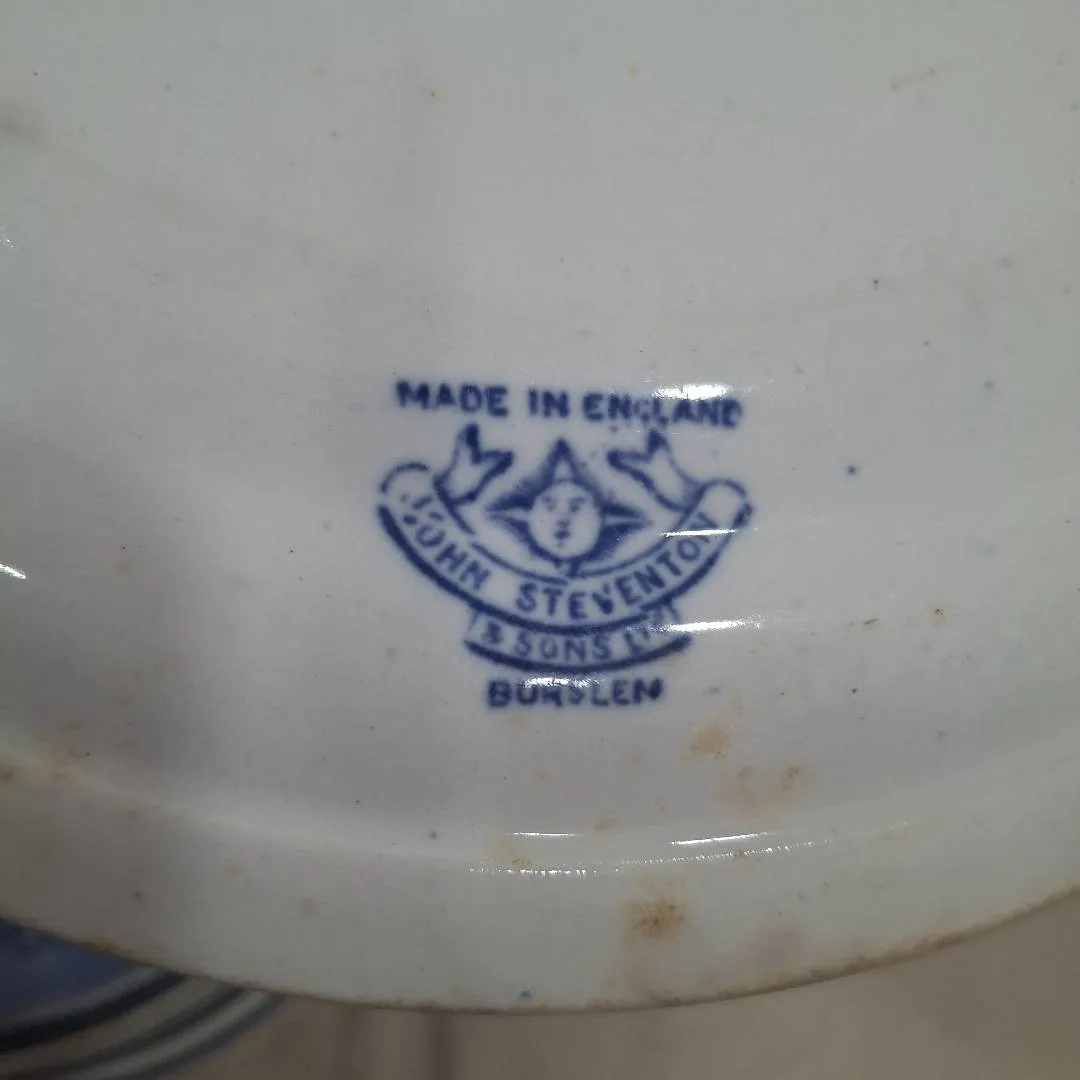 MADE IN ENGLAND
JOHN STEVENTON
& SONS LTD
BURSLEM